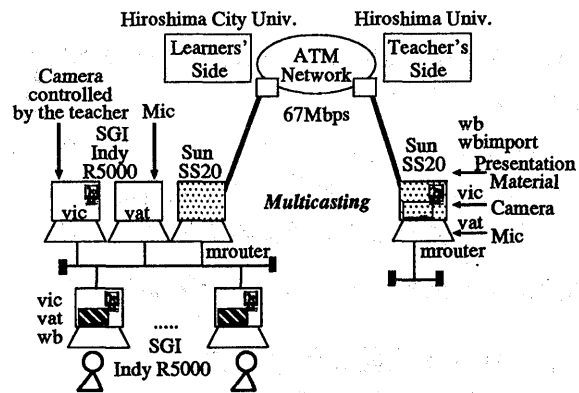 Hiroshima City Univ.
Hiroshima Univ.
Learners'
Side
ATM
Network
Teacher's
Side
67Mbps
Camera
controlled
by the teacher
Mic
SGI
Indy
R5000
Sun
SS20
vic
vat
mrouter
Multicasting
Sun
SS20
wb
wbimport
Presentation
Material
vic
Camera
vat
Mic
mrouter
vic
vat
wb
.....
SGI
Indy R5000